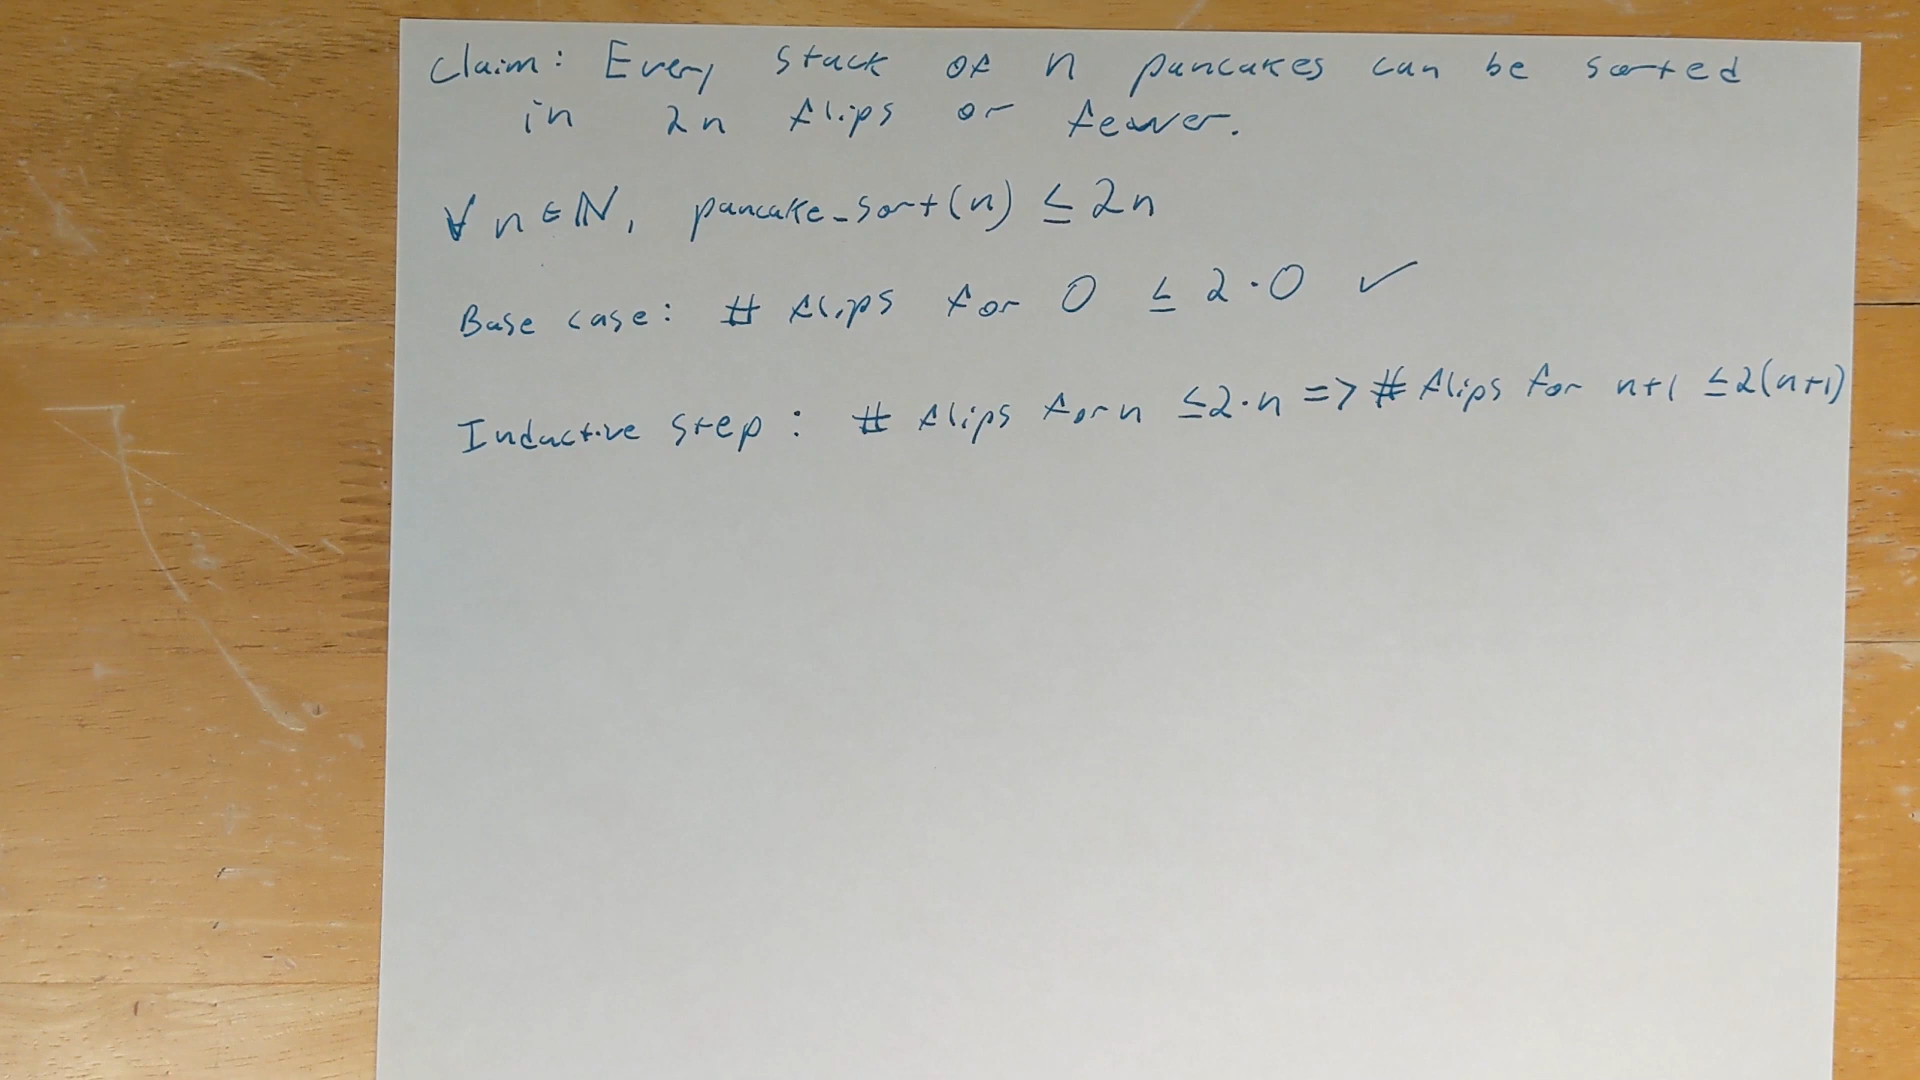 Claim: Every stack of n pancakes can be sorted
in 2n flips or fewer.
∀ n ∈ ℕ, pancake_sort(n) ≤ 2n
Base case: # flips for 0 ≤ 2·0 ✓
Inductive step: # flips for n ≤ 2·n => # flips for n+1 ≤ 2(n+1)